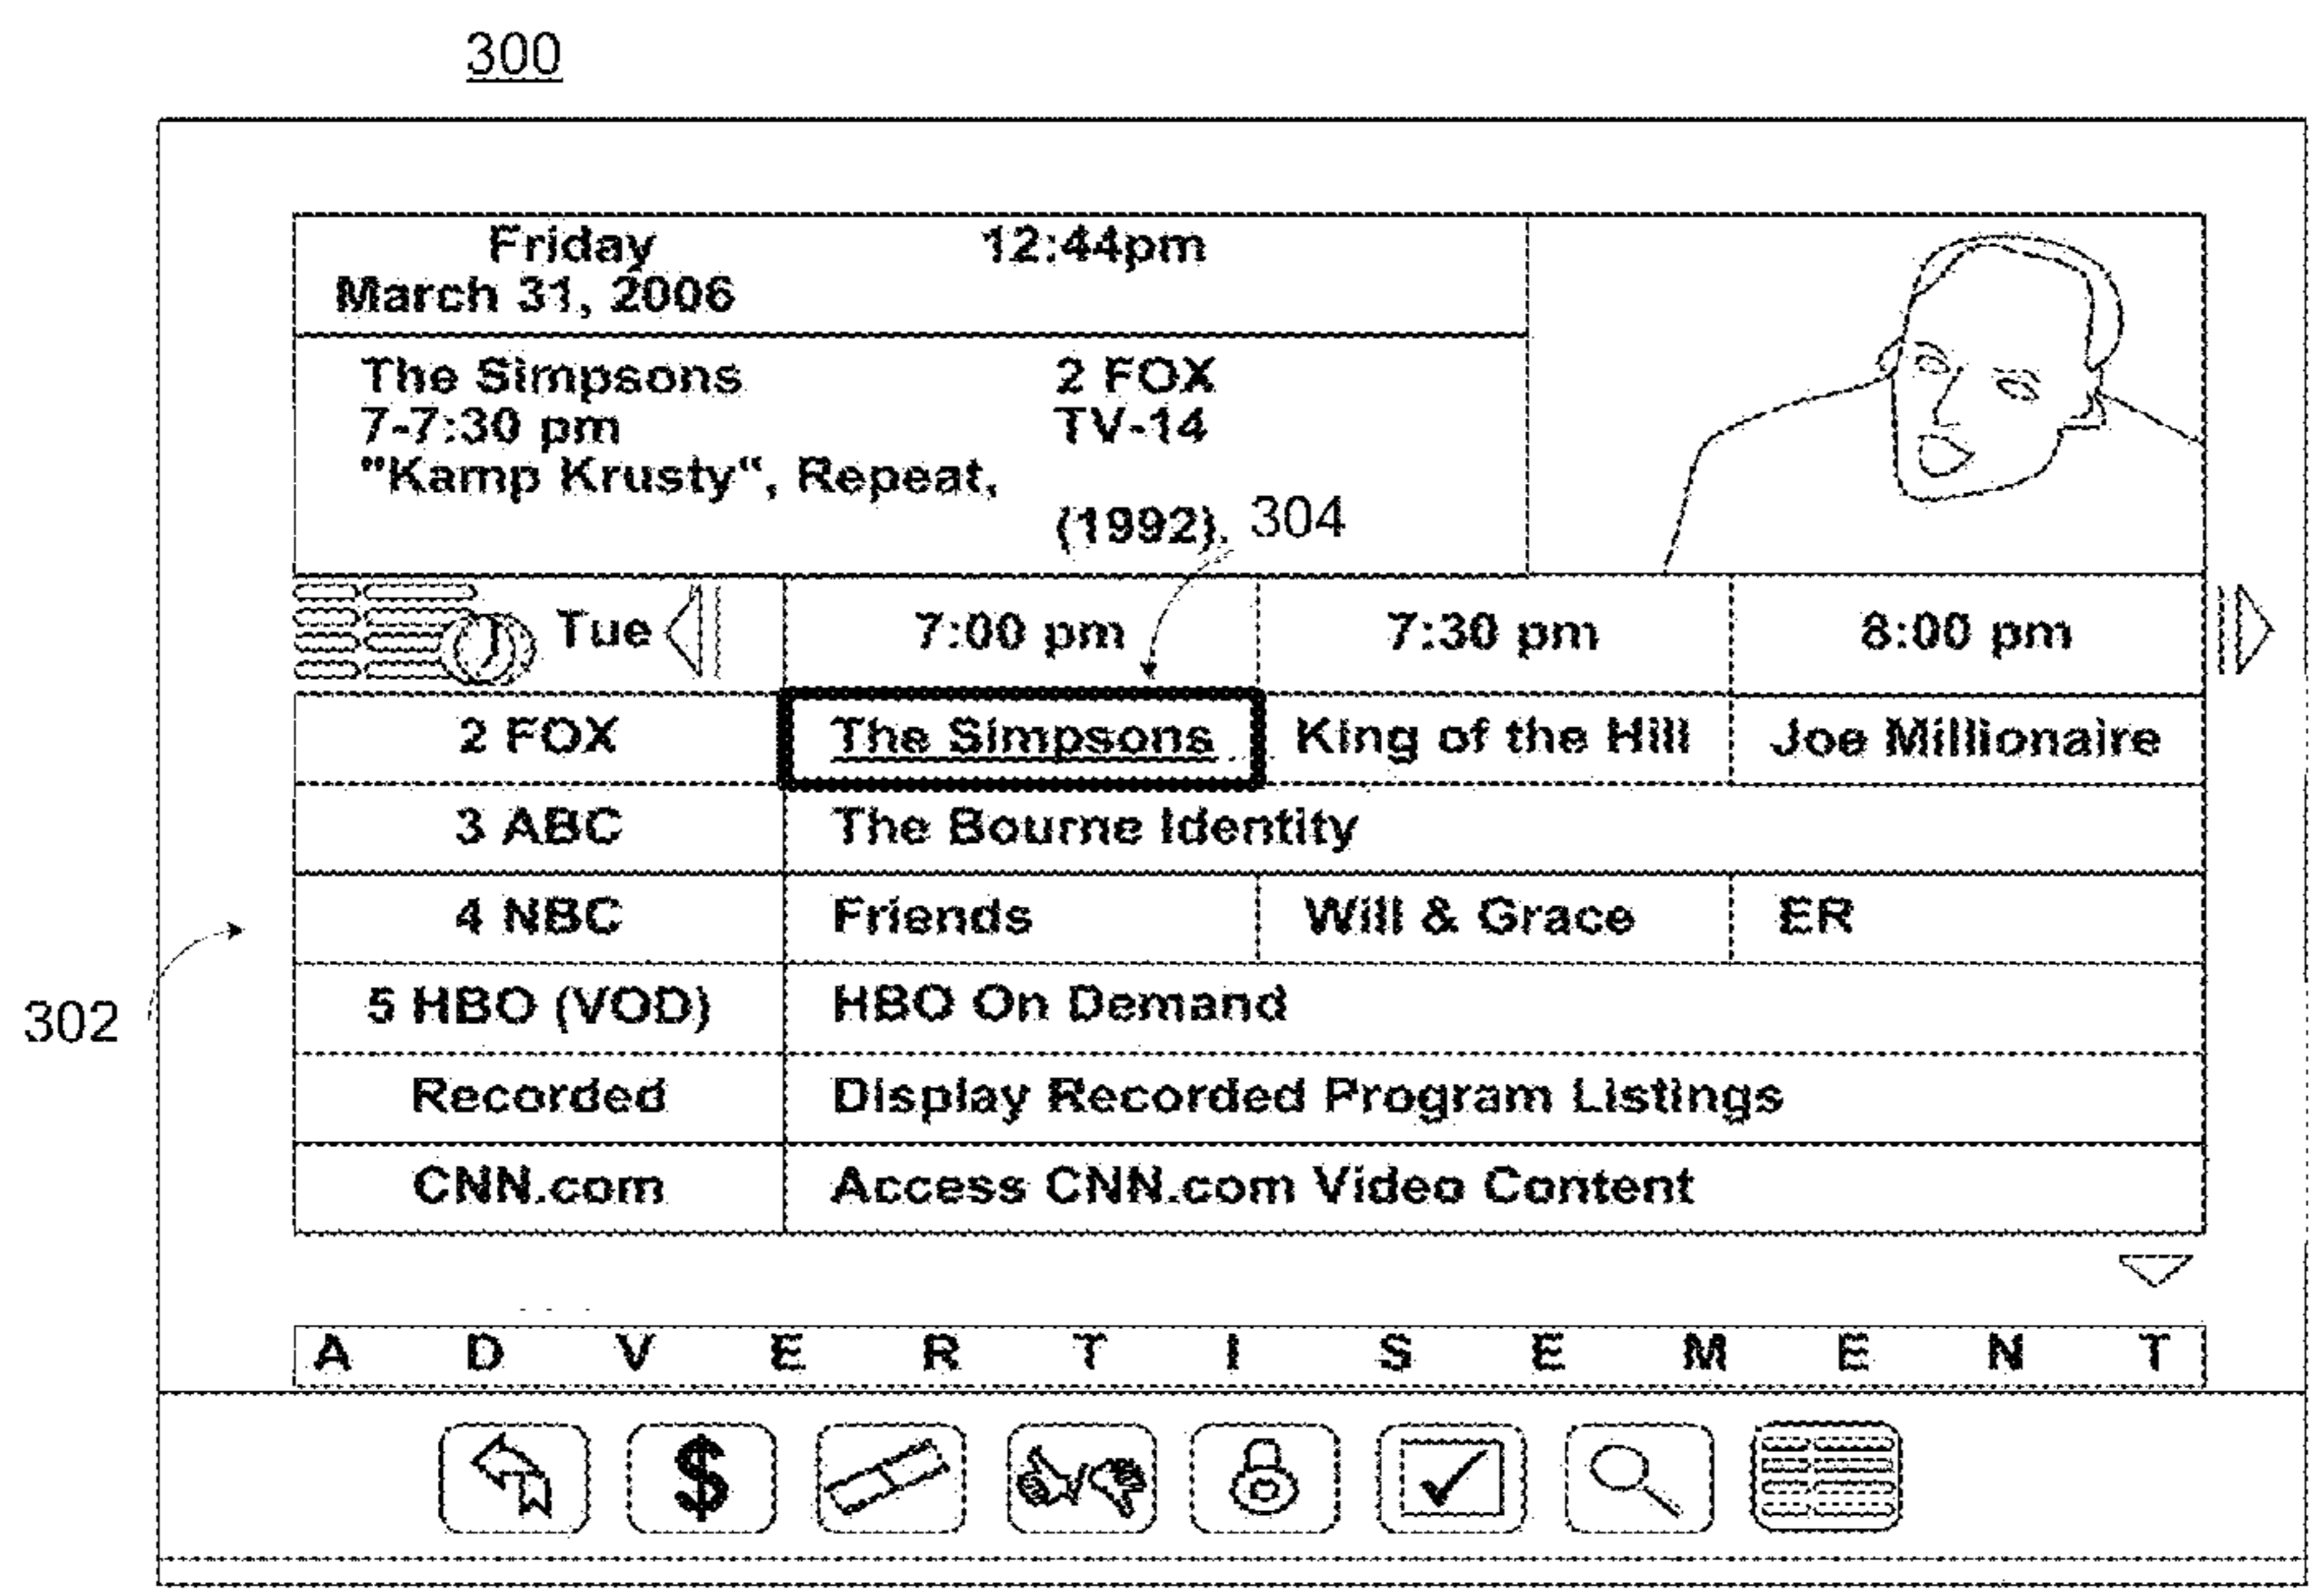 300
Friday 12:44pm
March 31, 2006
The Simpsons 2 FOX
7-7:30 pm TV-14
"Kamp Krusty“, Repeat,
(1992), 304
Tue 7:00 pm 7:30 pm 8:00 pm
2 FOX The Simpsons King of the Hill Joe Millionaire
3 ABC The Bourne Identity
4 NBC Friends Will & Grace ER
302
5 HBO (VOD) HBO On Demand
Recorded Display Recorded Program Listings
CNN.com Access CNN.com Video Content
A D V E R T I S E M E N T
$